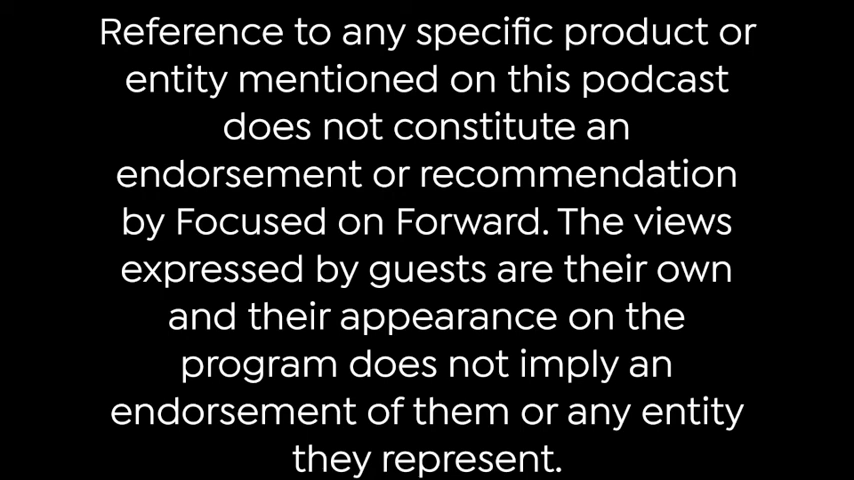 Reference to any specific product or
entity mentioned on this podcast
does not constitute an
endorsement or recommendation
by Focused on Forward. The views
expressed by guests are their own
and their appearance on the
program does not imply an
endorsement of them or any entity
they represent.